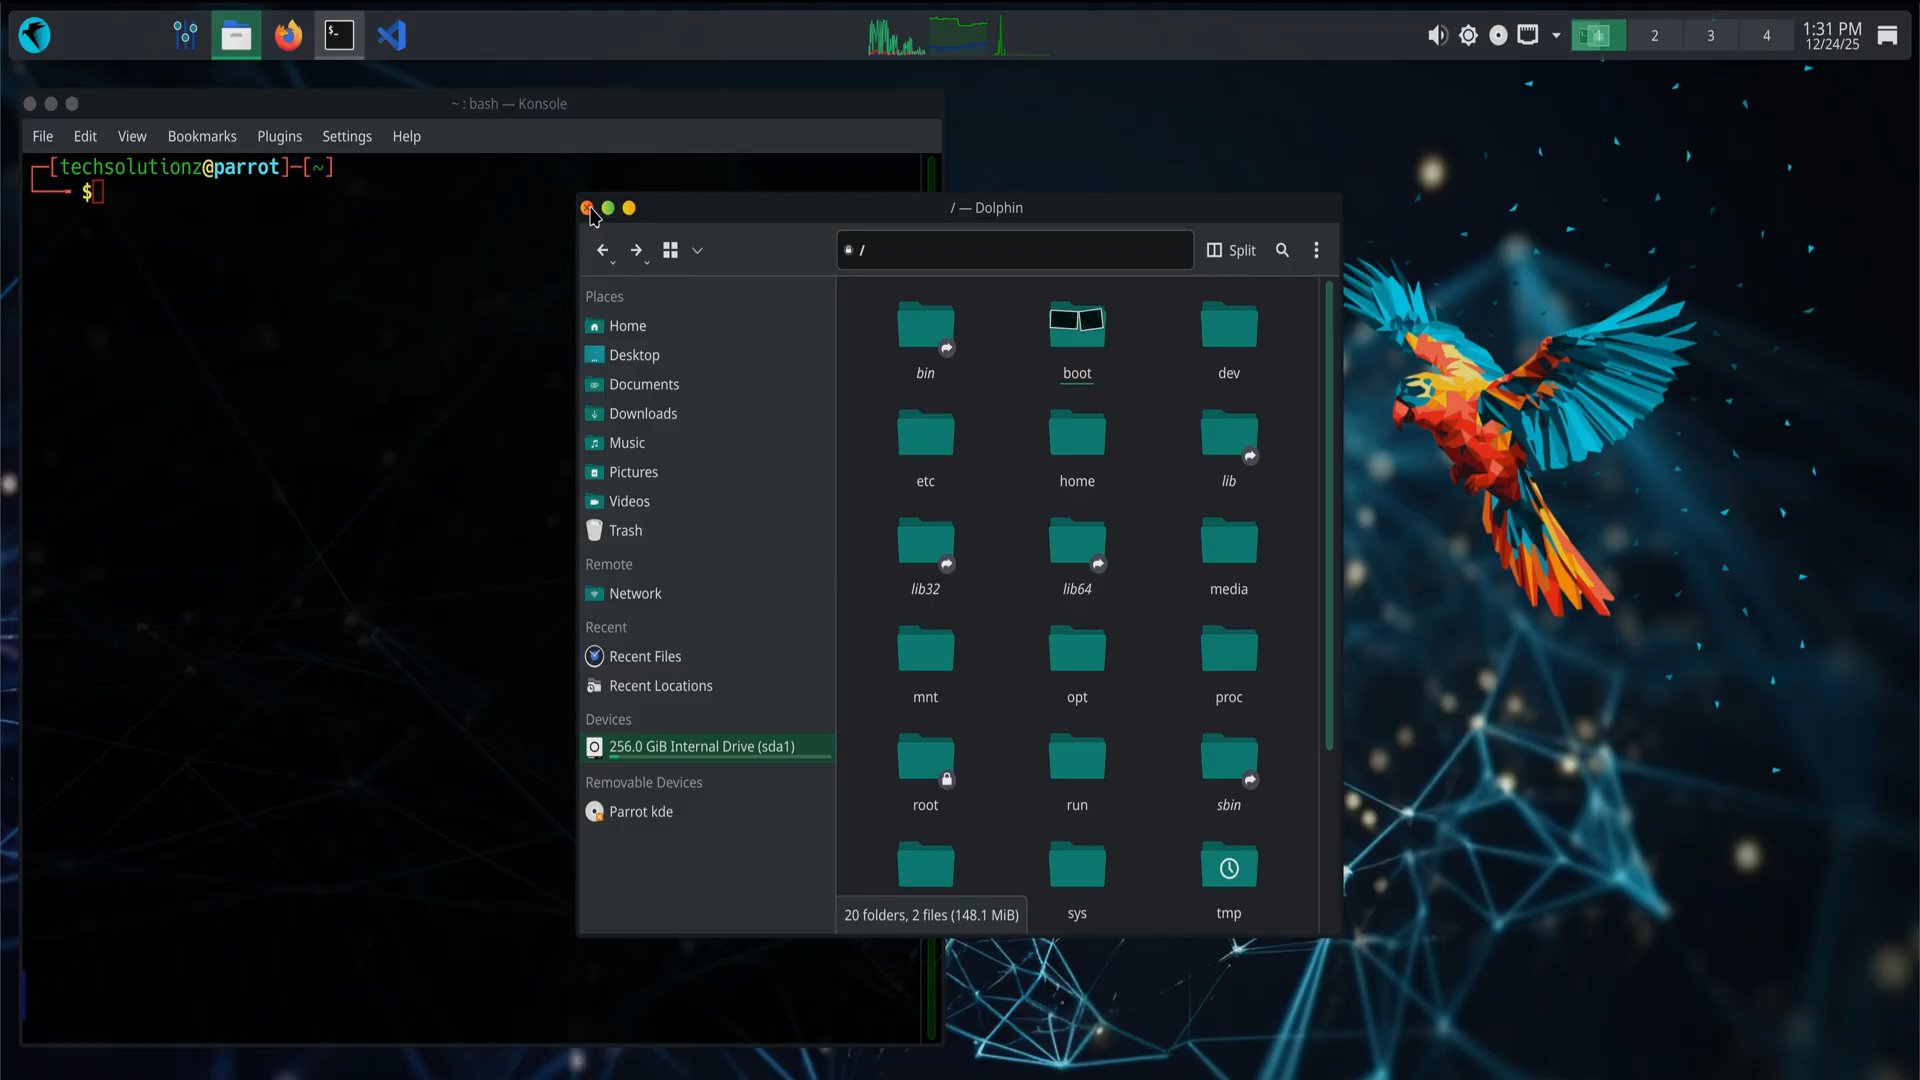 1
2
3
4
1:31 PM
12/24/25
~ : bash — Konsole
File Edit View Bookmarks Plugins Settings Help
┌─[techsolutionz@parrot]─[~]
└──╼ $
/ — Dolphin
/
Split
Places
Home
Desktop
Documents
Downloads
Music
Pictures
Videos
Trash
Remote
Network
Recent
Recent Files
Recent Locations
Devices
256.0 GiB Internal Drive (sda1)
Removable Devices
Parrot kde
bin boot dev
etc home lib
lib32 lib64 media
mnt opt proc
root run sbin
sys tmp
20 folders, 2 files (148.1 MiB)